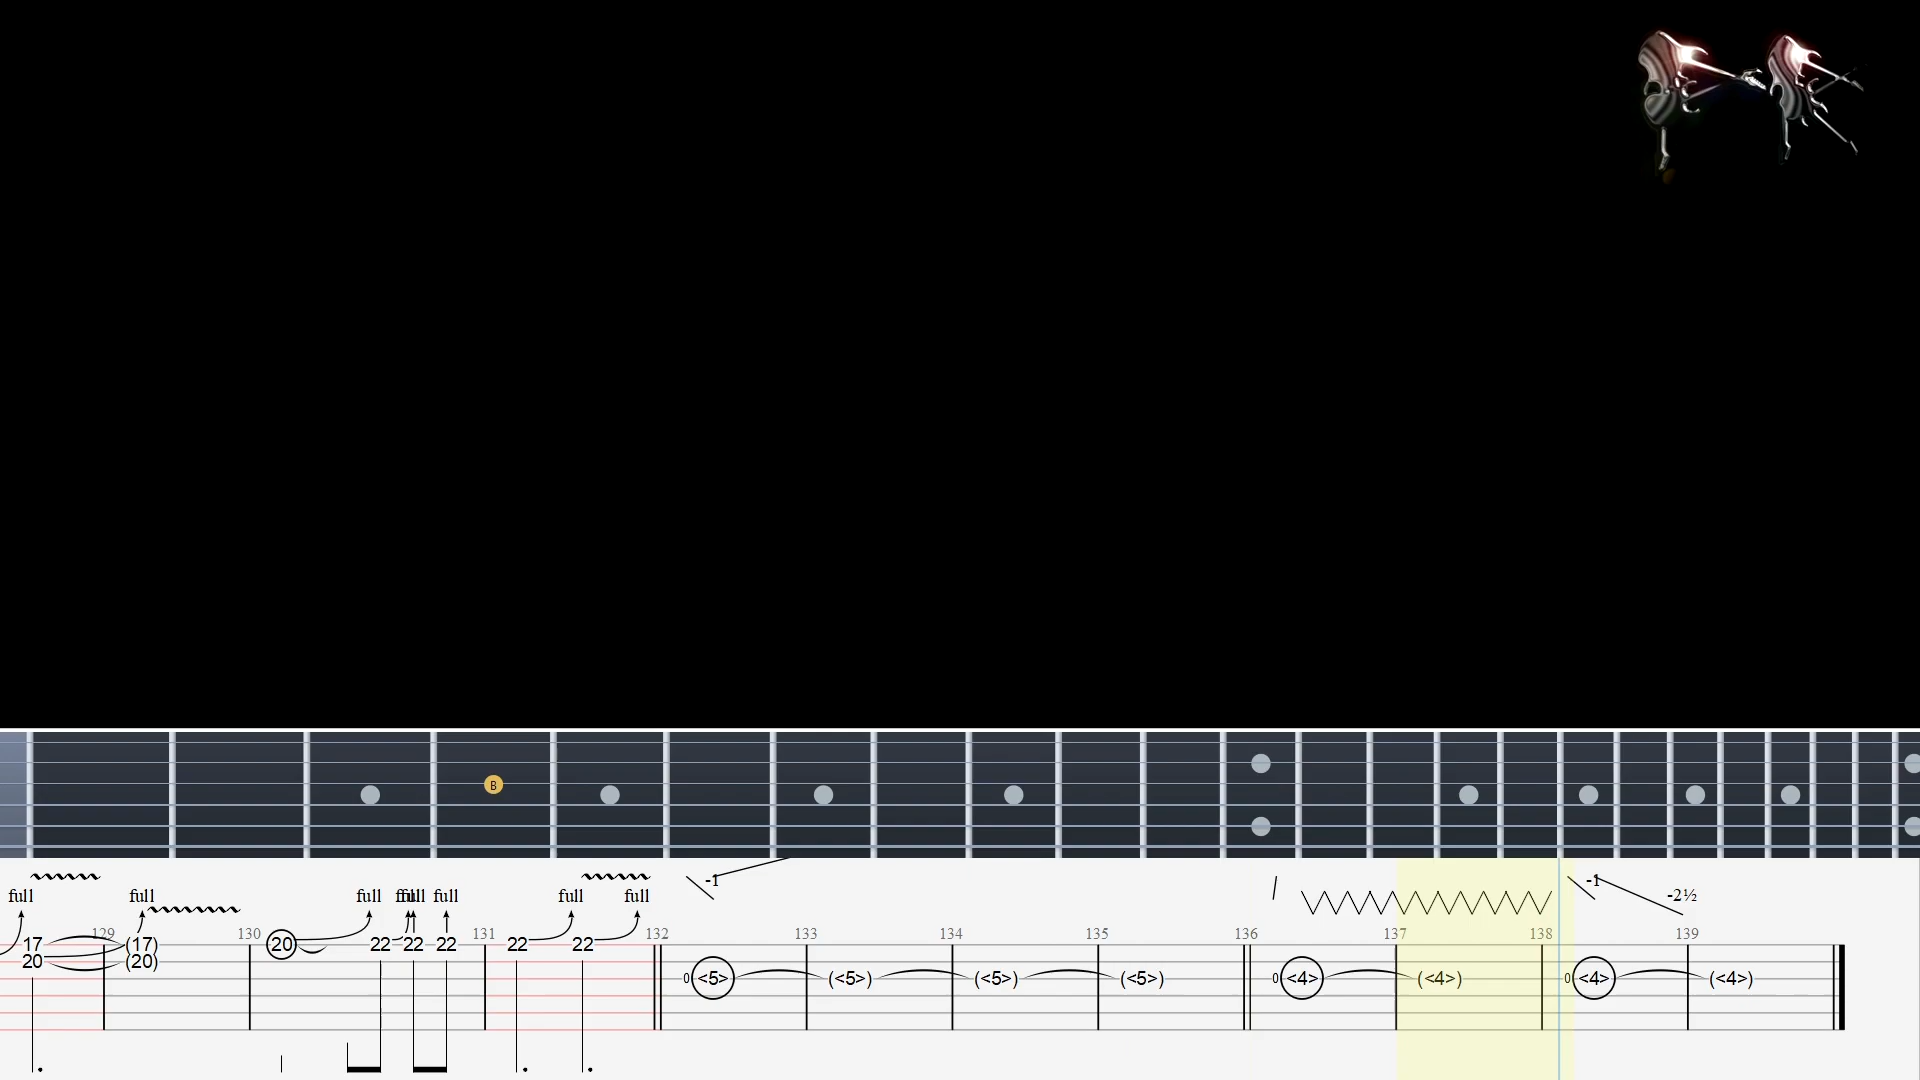 B
-1 -1
full full full full full full full full -2½
129 130 131 132 133 134 135 136 137 138 139
17 (17) 20 22 22 22 22 22
20 (20)
0 <5> (<5>) (<5>) (<5>) 0 <4> (<4>) 0 <4> (<4>)